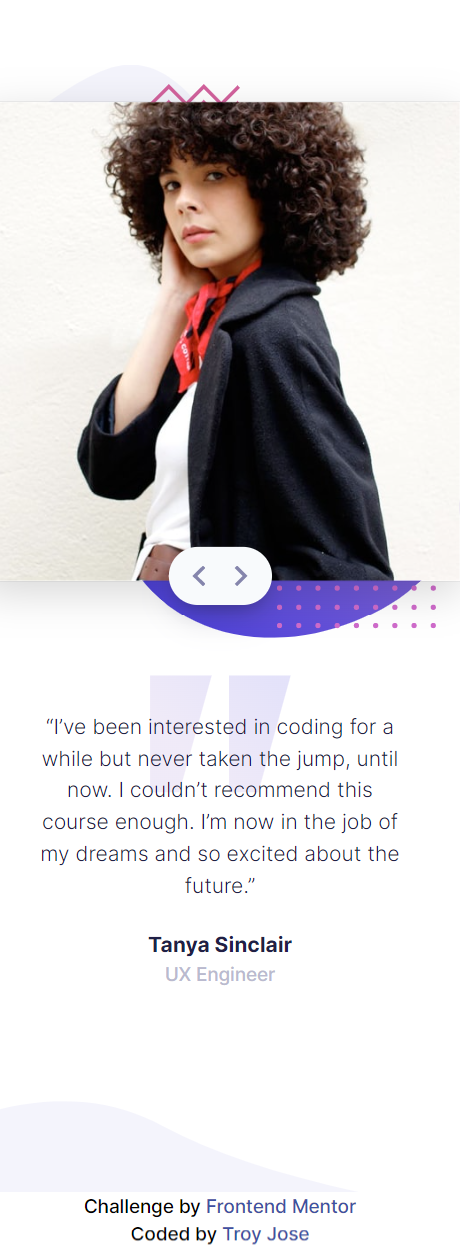 “I’ve been interested in coding for a
while but never taken the jump, until
now. I couldn’t recommend this
course enough. I’m now in the job of
my dreams and so excited about the
future.”
Tanya Sinclair
UX Engineer
Challenge by Frontend Mentor
Coded by Troy Jose